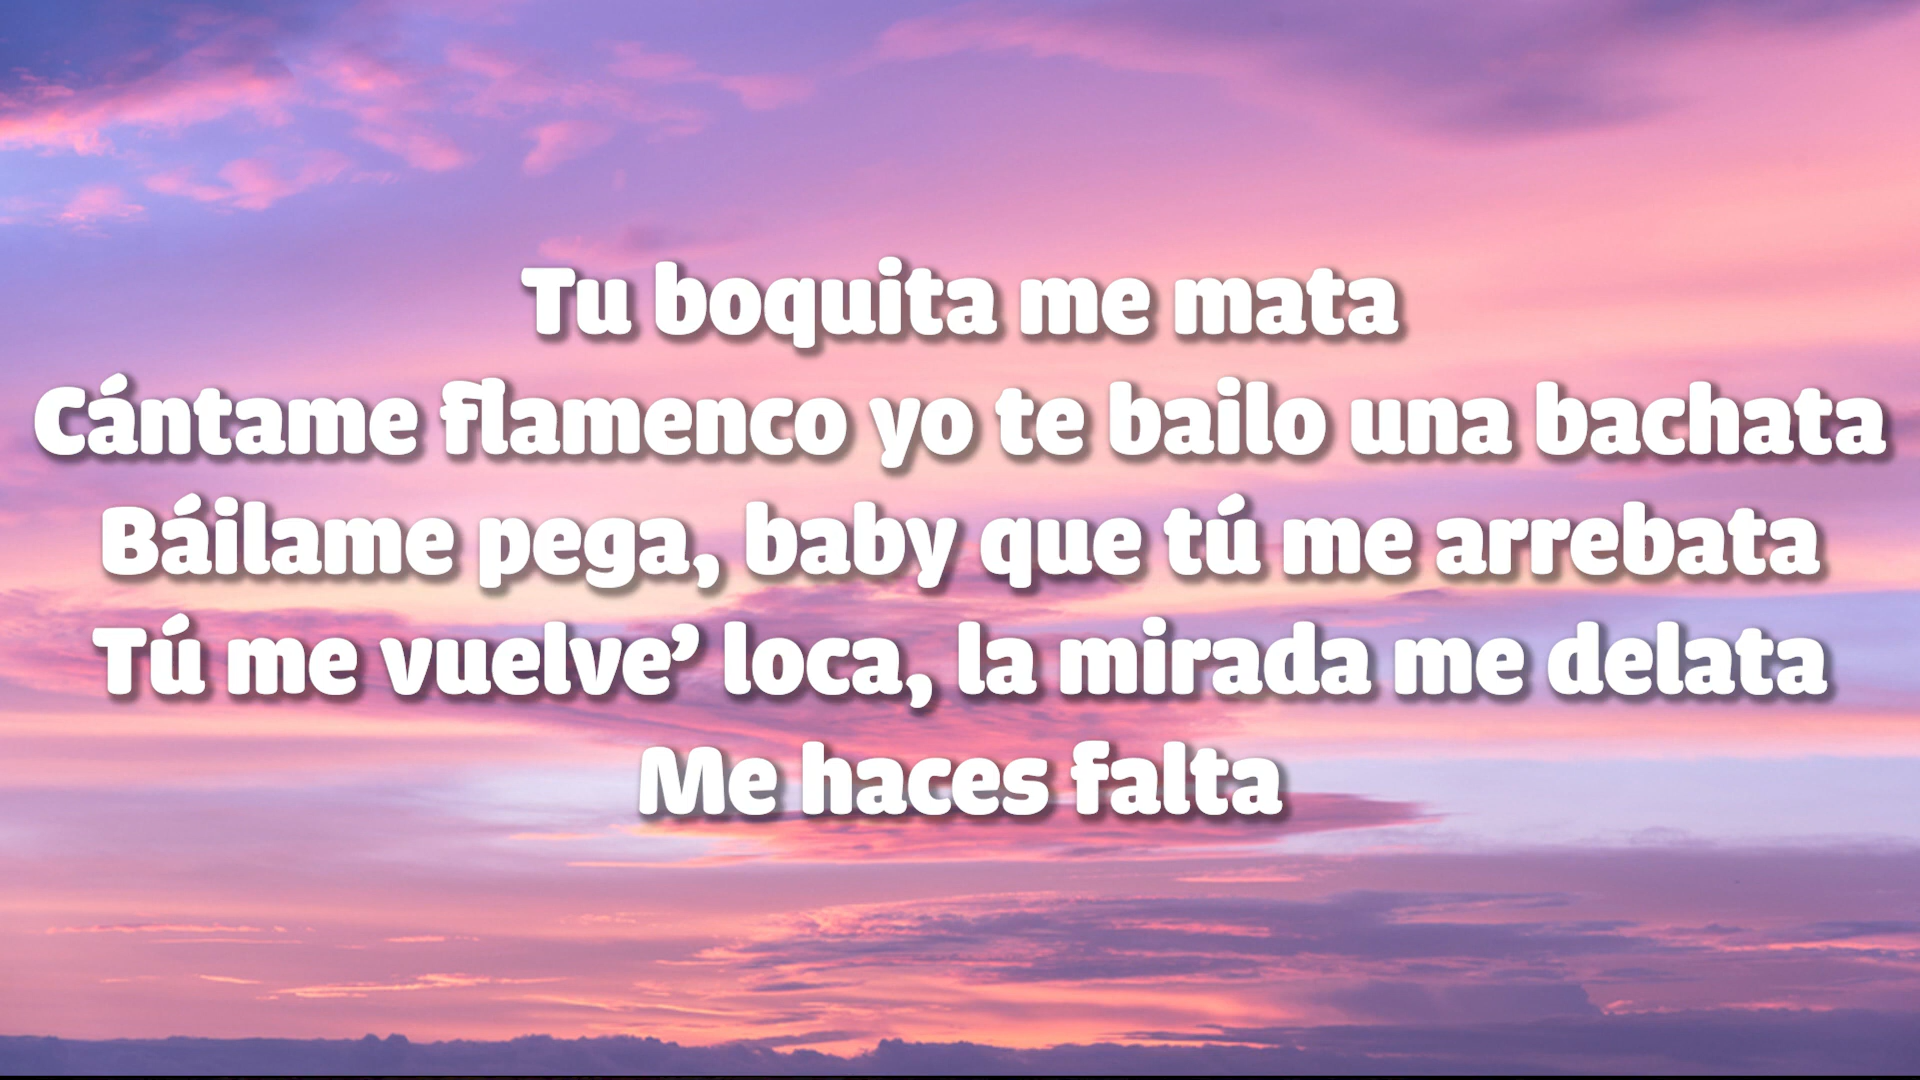 Tu boquita me mata
Cántame flamenco yo te bailo una bachata
Báilame pega, baby que tú me arrebata
Tú me vuelve’ loca, la mirada me delata
Me haces falta